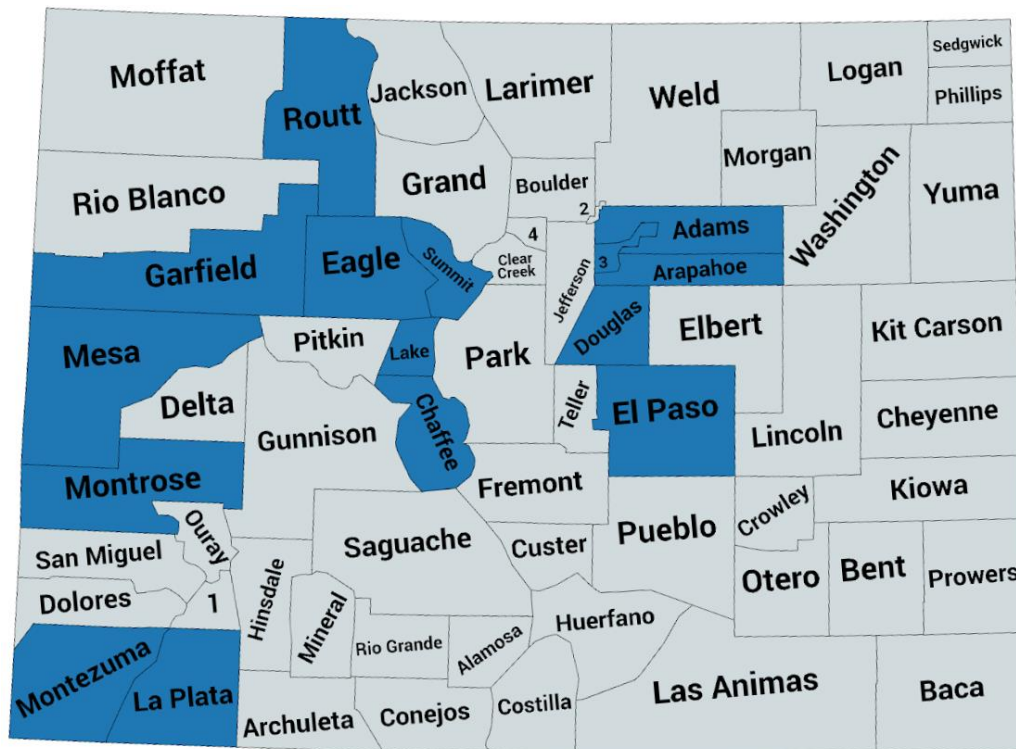 Moffat
Routt
Jackson
Larimer
Weld
Logan
Sedgwick
Phillips
Rio Blanco
Grand
Boulder
2
Morgan
Washington
Yuma
Garfield
Eagle
Summit
4
Clear
Creek
Jefferson
3
Adams
Arapahoe
Mesa
Pitkin
Lake
Park
Douglas
Elbert
Kit Carson
Delta
Gunnison
Chaffee
Teller
El Paso
Lincoln
Cheyenne
Montrose
Fremont
Kiowa
Ouray
San Miguel
Saguache
Custer
Pueblo
Crowley
Otero
Bent
Prowers
Dolores
1
Hinsdale
Mineral
Rio Grande
Alamosa
Huerfano
Montezuma
La Plata
Archuleta
Conejos
Costilla
Las Animas
Baca